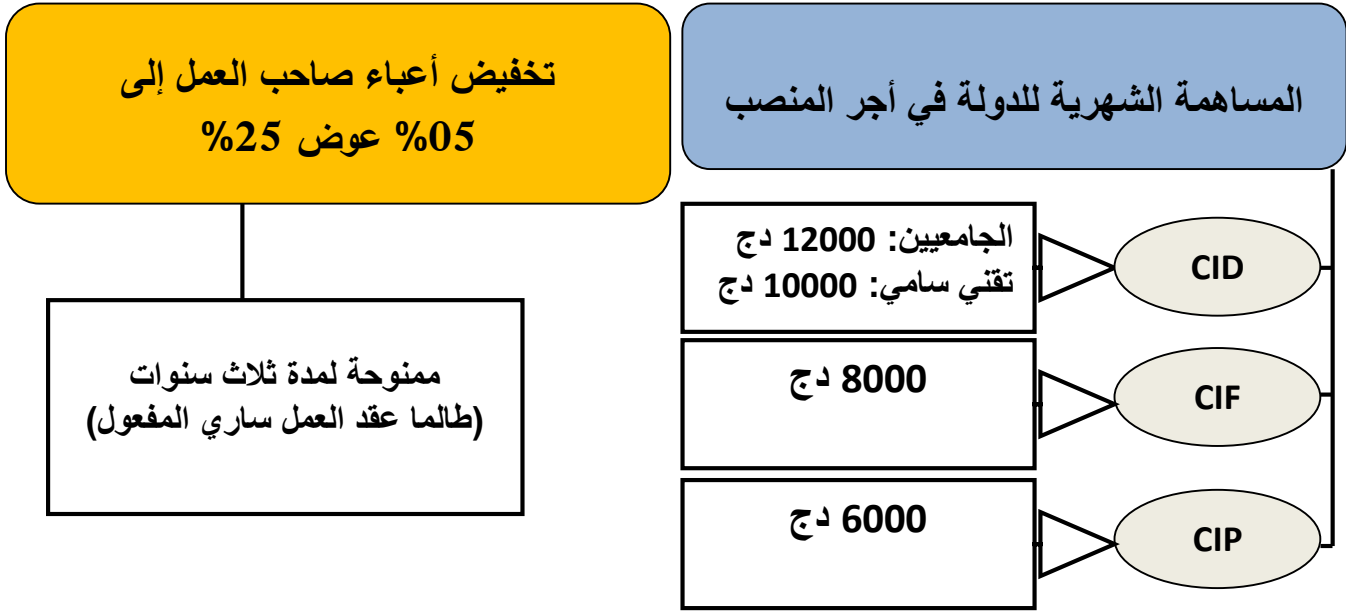 المساهمة الشهرية للدولة في أجر المنصب
CID
الجامعيين: 12000 دج
تقني سامي: 10000 دج
CIF
8000 دج
CIP
6000 دج
تخفيض أعباء صاحب العمل إلى
05% عوض 25%
ممنوحة لمدة ثلاث سنوات
(طالما عقد العمل ساري المفعول)